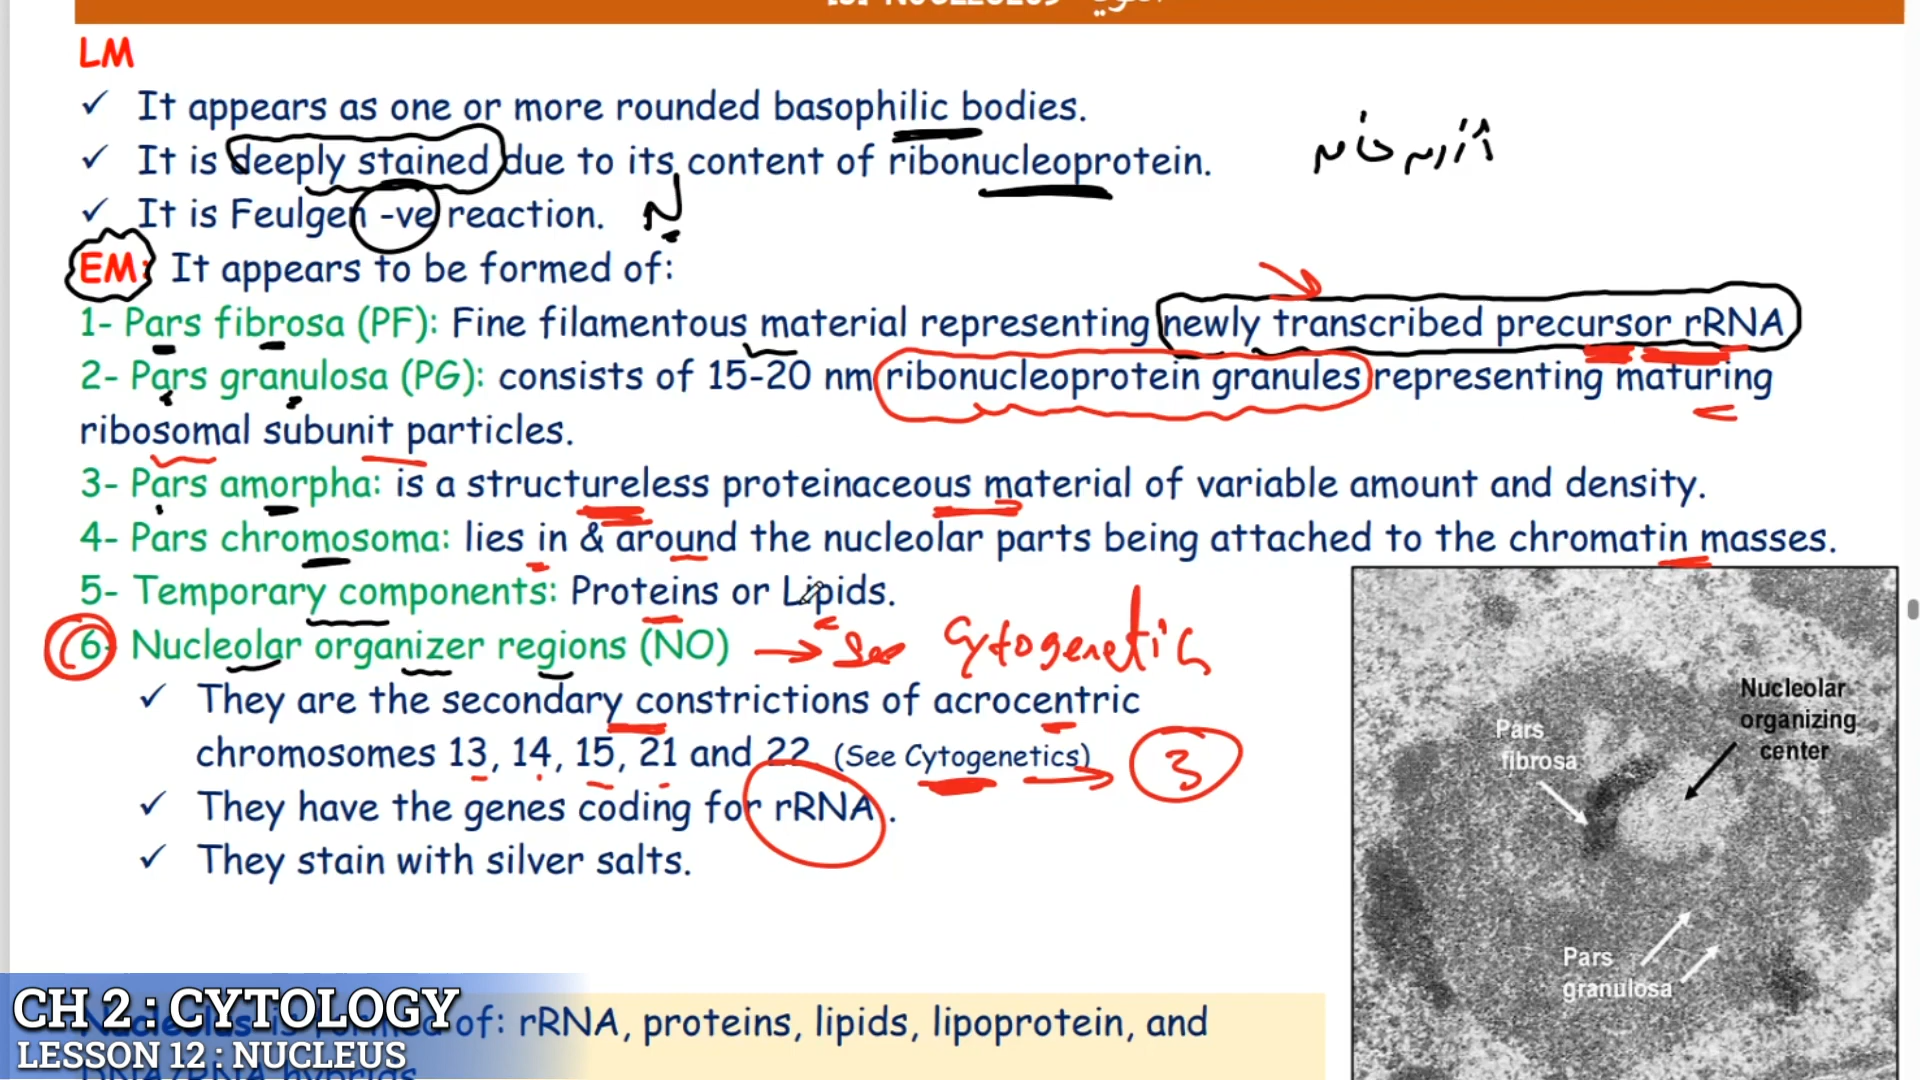 LM
✓ It appears as one or more rounded basophilic bodies.
✓ It is deeply stained due to its content of ribonucleoprotein.
✓ It is Feulgen -ve reaction. N
EM: It appears to be formed of:
1- Pars fibrosa (PF): Fine filamentous material representing newly transcribed precursor rRNA
2- Pars granulosa (PG): consists of 15-20 nm ribonucleoprotein granules representing maturing
ribosomal subunit particles.
3- Pars amorpha: is a structureless proteinaceous material of variable amount and density.
4- Pars chromosoma: lies in & around the nucleolar parts being attached to the chromatin masses.
5- Temporary components: Proteins or Lipids.
6- Nucleolar organizer regions (NO) → See Cytogenetic
✓ They are the secondary constrictions of acrocentric
chromosomes 13, 14, 15, 21 and 22. (See Cytogenetics) → 3
✓ They have the genes coding for rRNA.
✓ They stain with silver salts.
Nucleolar
organizing
center
Pars
fibrosa
Pars
granulosa
of: rRNA, proteins, lipids, lipoprotein, and
CH 2 : CYTOLOGY
LESSON 12 : NUCLEUS